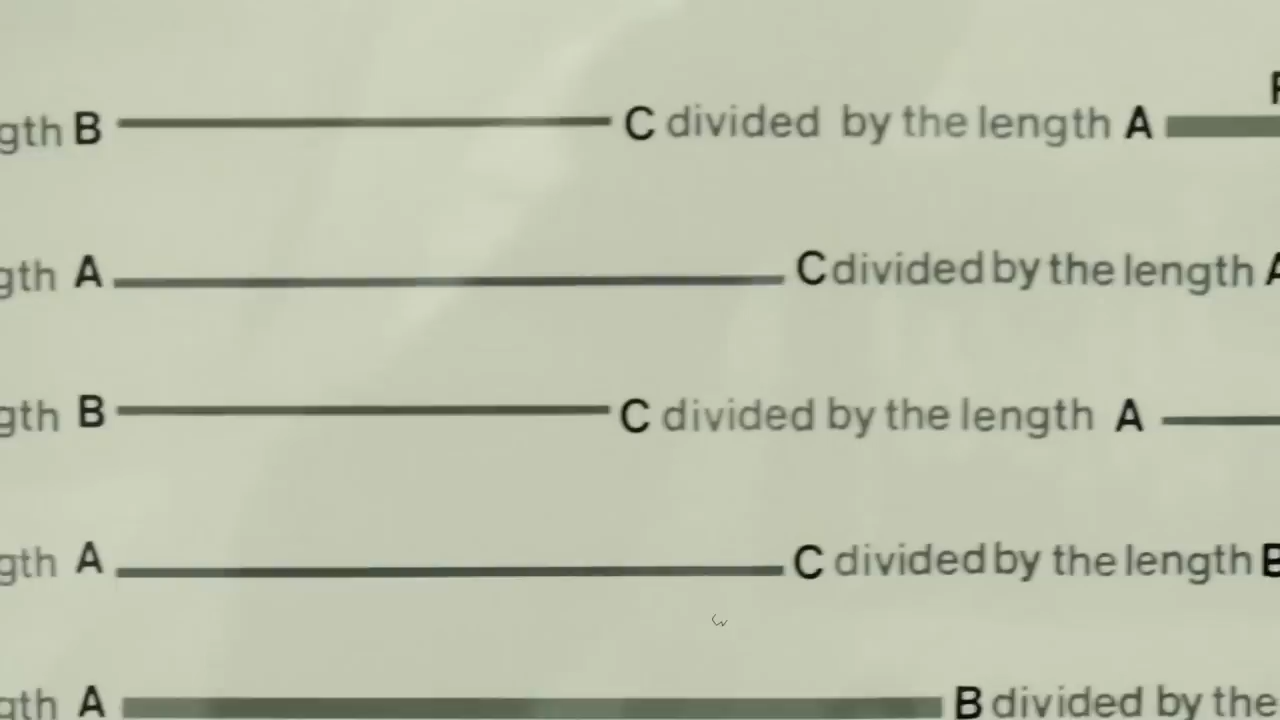 gth B C divided by the length A
gth A C divided by the length A
gth B C divided by the length A
gth A C divided by the length B
gth A B divided by the